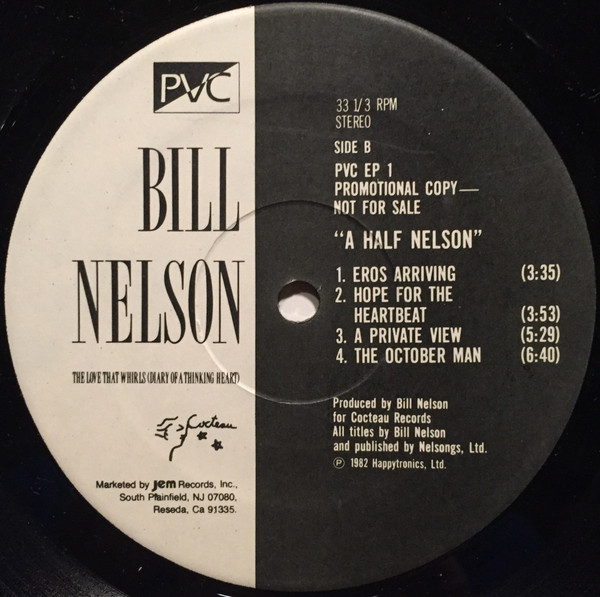 PVC
BILL
NELSON
THE LOVE THAT WHIRLS (DIARY OF A THINKING HEART)
Cocteau
Marketed by jem Records, Inc.,
South Plainfield, NJ 07080,
Reseda, Ca 91335.
33 1/3 RPM
STEREO
SIDE B
PVC EP 1
PROMOTIONAL COPY—
NOT FOR SALE
"A HALF NELSON"
1. EROS ARRIVING (3:35)
2. HOPE FOR THE
HEARTBEAT (3:53)
3. A PRIVATE VIEW (5:29)
4. THE OCTOBER MAN (6:40)
Produced by Bill Nelson
for Cocteau Records
All titles by Bill Nelson
and published by Nelsongs, Ltd.
℗ 1982 Happytronics, Ltd.